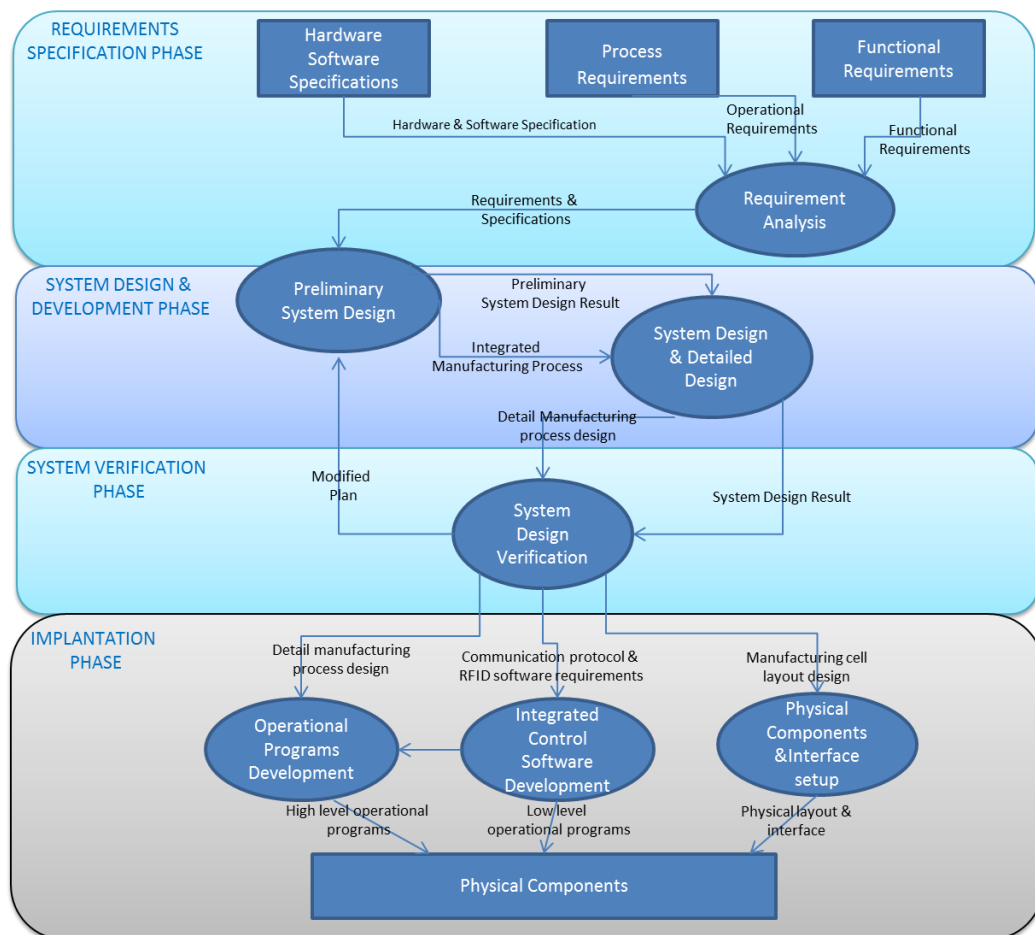 REQUIREMENTS
SPECIFICATION PHASE
Hardware
Software
Specifications
Process
Requirements
Functional
Requirements
Hardware & Software Specification
Operational
Requirements
Functional
Requirements
Requirement
Analysis
Requirements &
Specifications
SYSTEM DESIGN &
DEVELOPMENT PHASE
Preliminary
System Design
Preliminary
System Design Result
Integrated
Manufacturing Process
System Design
& Detailed
Design
Detail Manufacturing
process design
SYSTEM VERIFICATION
PHASE
Modified
Plan
System
Design
Verification
System Design Result
IMPLANTATION
PHASE
Detail manufacturing
process design
Communication protocol &
RFID software requirements
Manufacturing cell
layout design
Operational
Programs
Development
Integrated
Control
Software
Development
Physical
Components
&Interface
setup
High level operational
programs
Low level
operational programs
Physical layout &
interface
Physical Components